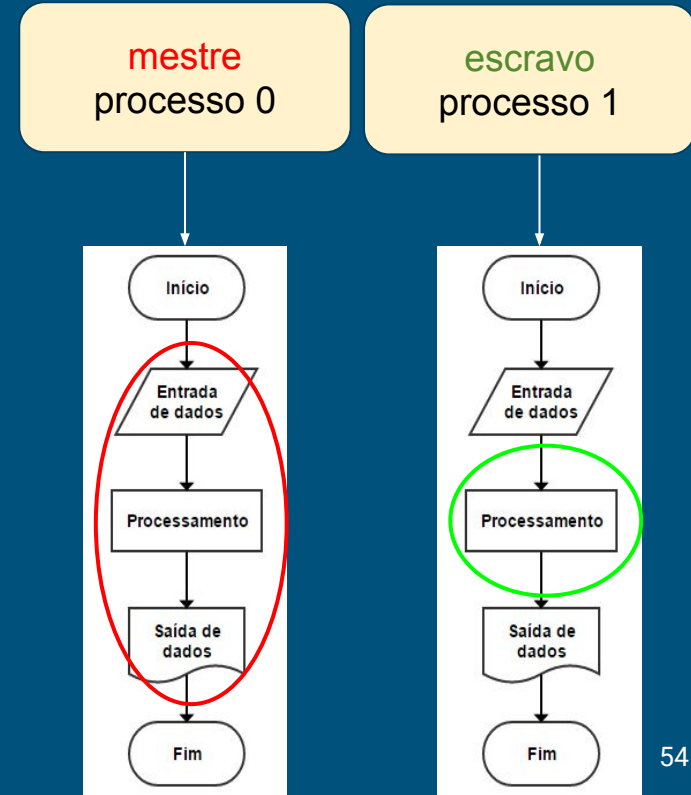 mestre
processo 0
escravo
processo 1
Início
Entrada
de dados
Processamento
Saída de
dados
Fim
Início
Entrada
de dados
Processamento
Saída de
dados
Fim
54